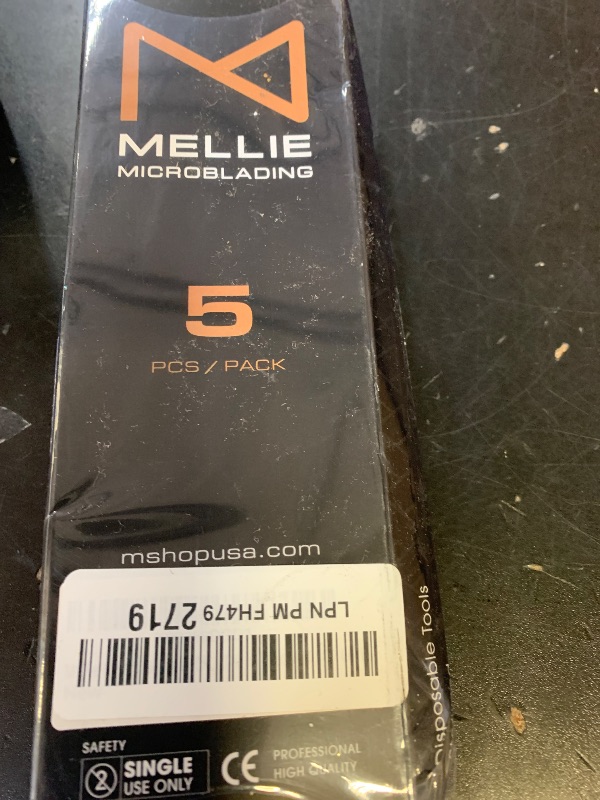 MELLIE
MICROBLADING
5
PCS / PACK
mshopusa.com
LPN PM FH479 2719
SAFETY
2
SINGLE
USE ONLY
CE
PROFESSIONAL
HIGH QUALITY
Disposable Tools